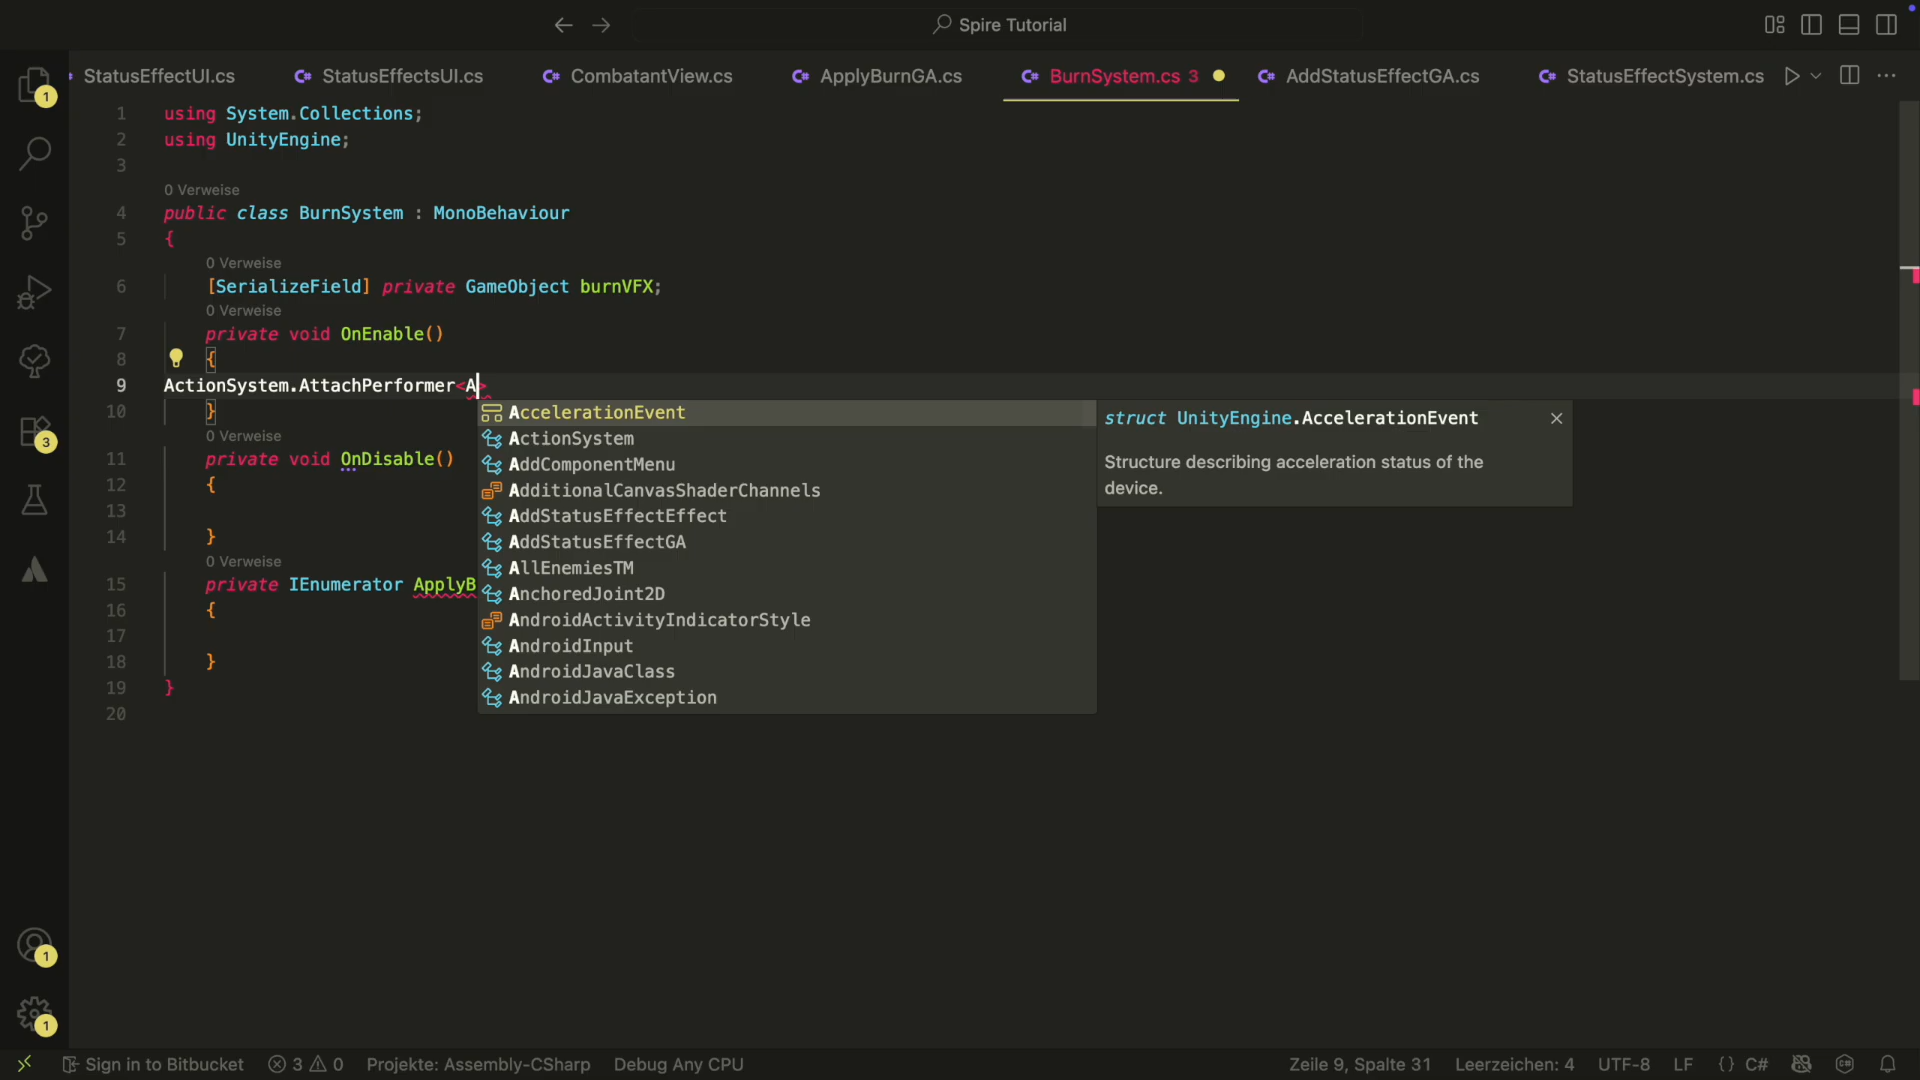 Spire Tutorial
StatusEffectUI.cs StatusEffectsUI.cs CombatantView.cs ApplyBurnGA.cs BurnSystem.cs 3 AddStatusEffectGA.cs StatusEffectSystem.cs
1 using System.Collections;
2 using UnityEngine;
3
0 Verweise
4 public class BurnSystem : MonoBehaviour
5 {
0 Verweise
6 [SerializeField] private GameObject burnVFX;
0 Verweise
7 private void OnEnable()
8 {
9 ActionSystem.AttachPerformer<A>
10 }
0 Verweise
11 private void OnDisable()
12 {
13
14 }
0 Verweise
15 private IEnumerator ApplyB
16 {
17
18 }
19 }
20
AccelerationEvent
ActionSystem
AddComponentMenu
AdditionalCanvasShaderChannels
AddStatusEffectEffect
AddStatusEffectGA
AllEnemiesTM
AnchoredJoint2D
AndroidActivityIndicatorStyle
AndroidInput
AndroidJavaClass
AndroidJavaException
struct UnityEngine.AccelerationEvent
Structure describing acceleration status of the
device.
1
3
1
1
Sign in to Bitbucket 3 0 Projekte: Assembly-CSharp Debug Any CPU Zeile 9, Spalte 31 Leerzeichen: 4 UTF-8 LF {} C#